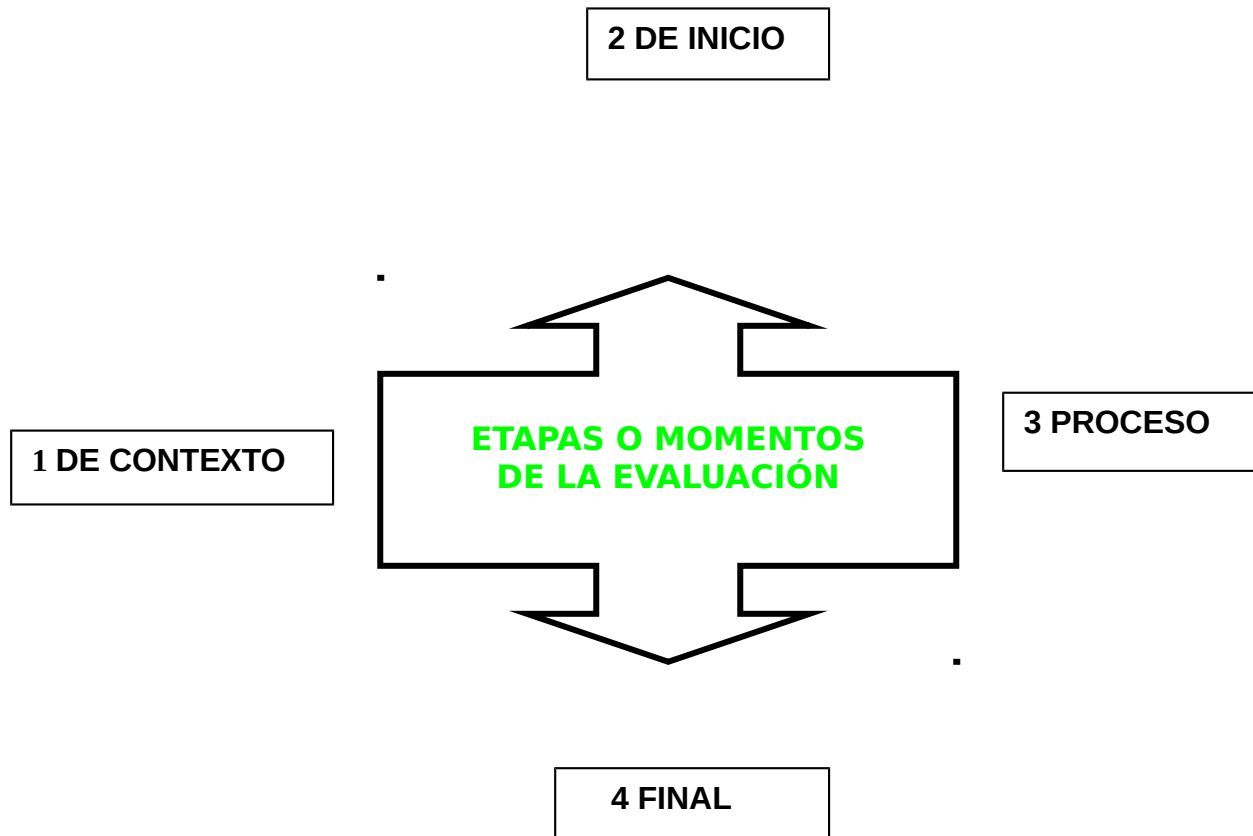 2 DE INICIO
3 PROCESO
ETAPAS O MOMENTOS
DE LA EVALUACIÓN
1 DE CONTEXTO
4 FINAL